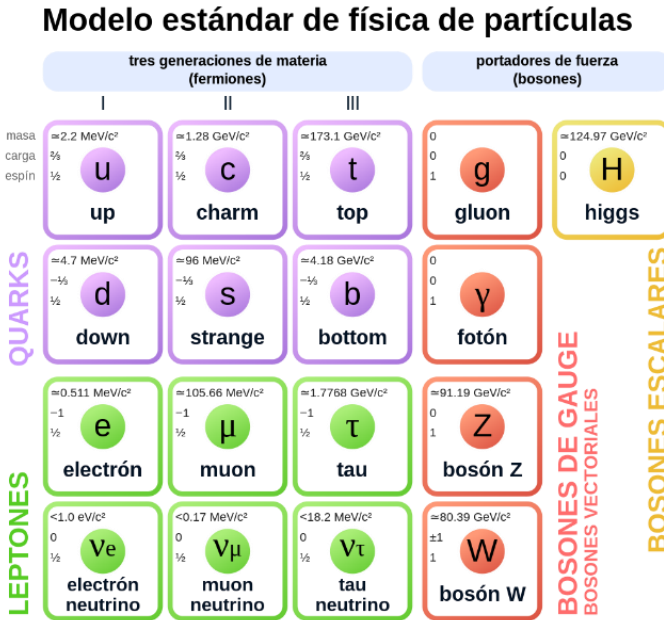 Modelo estándar de física de partículas
tres generaciones de materia
(fermiones)
portadores de fuerza
(bosones)
I
II
III
masa
carga
espín
≃2.2 MeV/c²
⅔
½
u
up
≃1.28 GeV/c²
⅔
½
c
charm
≃173.1 GeV/c²
⅔
½
t
top
0
0
1
g
gluon
≃124.97 GeV/c²
0
0
H
higgs
QUARKS
≃4.7 MeV/c²
−⅓
½
d
down
≃96 MeV/c²
−⅓
½
s
strange
≃4.18 GeV/c²
−⅓
½
b
bottom
0
0
1
γ
fotón
LEPTONES
≃0.511 MeV/c²
−1
½
e
electrón
≃105.66 MeV/c²
−1
½
μ
muon
≃1.7768 GeV/c²
−1
½
τ
tau
≃91.19 GeV/c²
0
1
Z
bosón Z
<1.0 eV/c²
0
½
νe
electrón
neutrino
<0.17 MeV/c²
0
½
νμ
muon
neutrino
<18.2 MeV/c²
0
½
ντ
tau
neutrino
≃80.39 GeV/c²
±1
1
W
bosón W
BOSONES DE GAUGE
BOSONES VECTORIALES
BOSONES ESCALARES